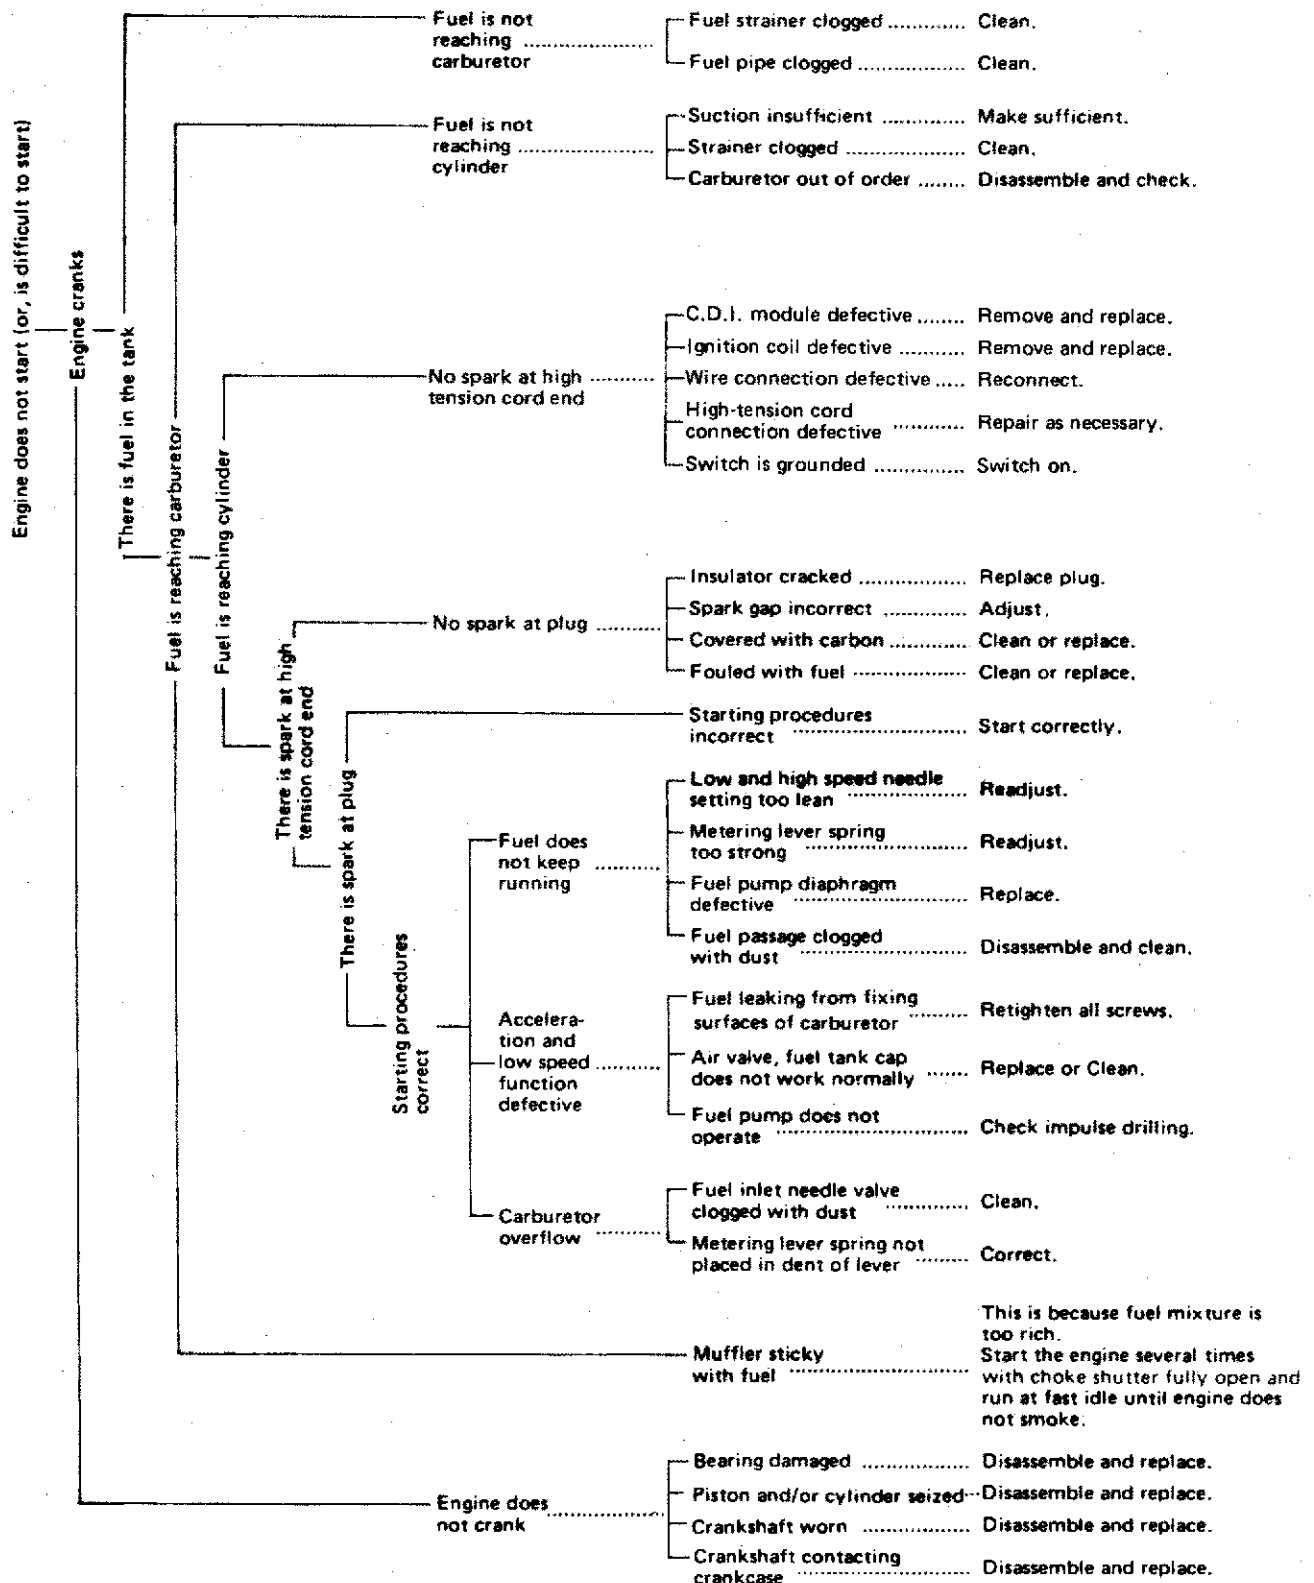 Engine does not start (or, is difficult to start)
Engine cranks
There is fuel in the tank
Fuel is reaching carburetor
Fuel is reaching cylinder
There is spark at high
tension cord end
There is spark at plug
Starting procedures
correct
Fuel is not
reaching
carburetor
Fuel strainer clogged ............. Clean.
Fuel pipe clogged ................ Clean.
Fuel is not
reaching
cylinder
Suction insufficient ............. Make sufficient.
Strainer clogged .................. Clean.
Carburetor out of order ........ Disassemble and check.
No spark at high
tension cord end
C.D.I. module defective ........ Remove and replace.
Ignition coil defective ........... Remove and replace.
Wire connection defective ..... Reconnect.
High-tension cord
connection defective ............ Repair as necessary.
Switch is grounded ............... Switch on.
No spark at plug
Insulator cracked ................. Replace plug.
Spark gap incorrect ............. Adjust.
Covered with carbon ............ Clean or replace.
Fouled with fuel .................. Clean or replace.
Starting procedures
incorrect ........................... Start correctly.
Fuel does
not keep
running
Low and high speed needle
setting too lean .................. Readjust.
Metering lever spring
too strong ......................... Readjust.
Fuel pump diaphragm
defective ........................... Replace.
Fuel passage clogged
with dust .......................... Disassemble and clean.
Accelera-
tion and
low speed
function
defective
Fuel leaking from fixing
surfaces of carburetor .......... Retighten all screws.
Air valve, fuel tank cap
does not work normally ...... Replace or Clean.
Fuel pump does not
operate ............................. Check impulse drilling.
Carburetor
overflow
Fuel inlet needle valve
clogged with dust ............ Clean.
Metering lever spring not
placed in dent of lever ........ Correct.
Muffler sticky
with fuel
This is because fuel mixture is
too rich.
Start the engine several times
with choke shutter fully open and
run at fast idle until engine does
not smoke.
Engine does
not crank
Bearing damaged .................. Disassemble and replace.
Piston and/or cylinder seized ... Disassemble and replace.
Crankshaft worn .................. Disassemble and replace.
Crankshaft contacting
crankcase .......................... Disassemble and replace.